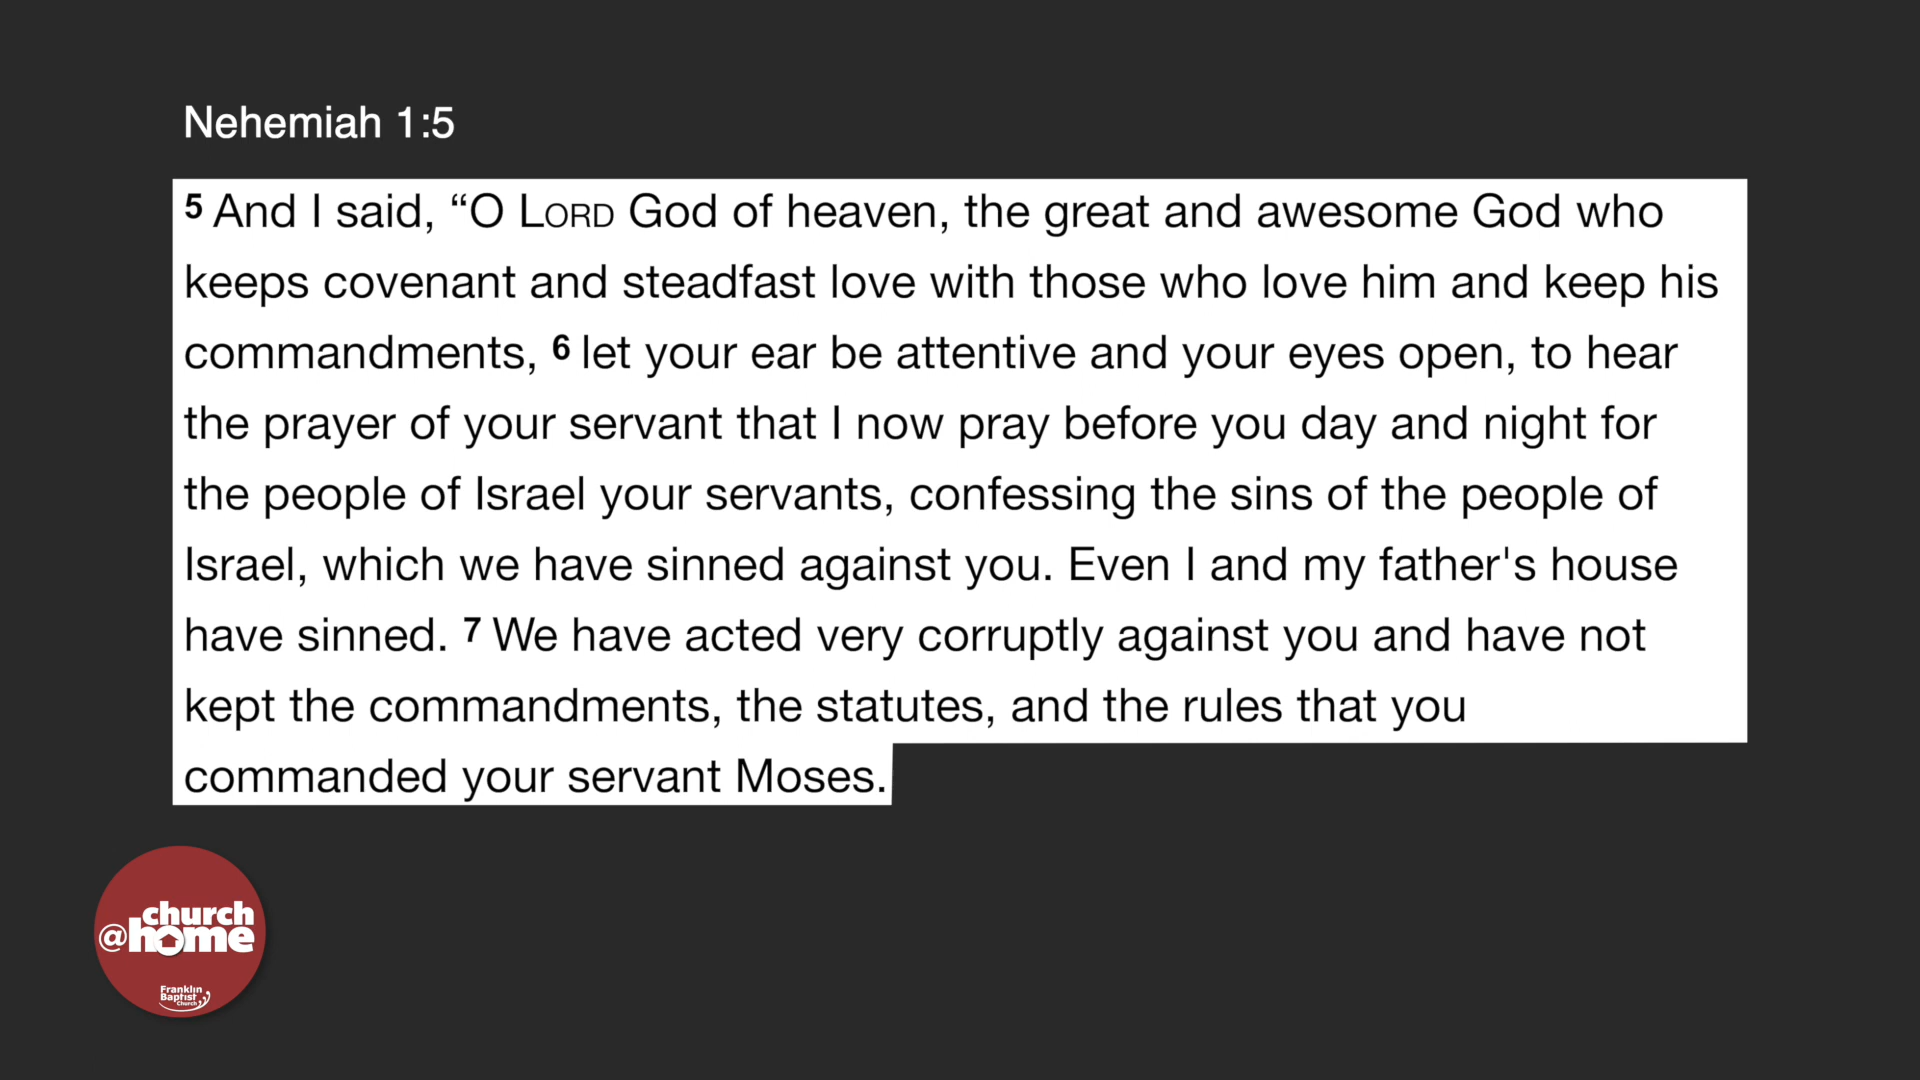 Nehemiah 1:5
5 And I said, “O LORD God of heaven, the great and awesome God who
keeps covenant and steadfast love with those who love him and keep his
commandments, 6 let your ear be attentive and your eyes open, to hear
the prayer of your servant that I now pray before you day and night for
the people of Israel your servants, confessing the sins of the people of
Israel, which we have sinned against you. Even I and my father's house
have sinned. 7 We have acted very corruptly against you and have not
kept the commandments, the statutes, and the rules that you
commanded your servant Moses.
church
@home
Franklin
Baptist
Church